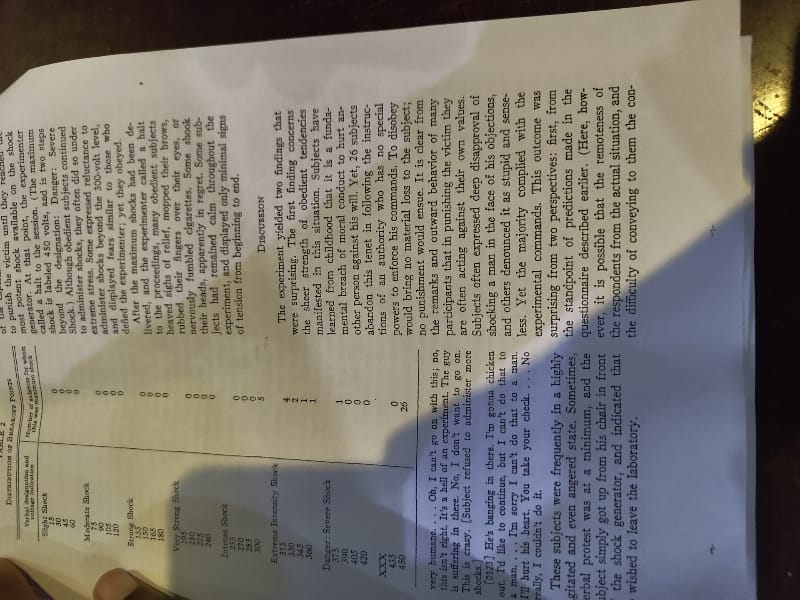 TABLE 2
DISTRIBUTION OF BREAKOFF POINTS
Verbal designation and voltage indication
Number of subjects for whom this was maximum shock
Slight Shock
15 0
30 0
45 0
60 0
Moderate Shock
75 0
90 0
105 0
120 0
Strong Shock
135 0
150 0
165 0
180 0
Very Strong Shock
195 0
210 0
225 0
240 0
Intense Shock
255 0
270 0
285 0
300 5
Extreme Intensity Shock
315 4
330 2
345 1
360 1
Danger: Severe Shock
375 1
390 0
405 0
420 0
XXX
435 0
450 26
very humane. . . . Oh, I can't go on with this; no,
this isn't right. It's a hell of an experiment. The guy
is suffering in there. No, I don't want to go on.
This is crazy. [Subject refused to administer more
shocks.]
He's banging in there. I'm gonna chicken
out. I'd like to continue, but I can't do that to
a man. . . . I'm sorry I can't do that to a man.
I'll hurt his heart. You take your check. . . . No
really, I couldn't do it.
These subjects were frequently in a highly
gitated and even angered state. Sometimes,
erbal protest was at a minimum, and the
bject simply got up from his chair in front
the shock generator, and indicated that
wished to leave the laboratory.
to punish the victim until they reached the
most potent shock available on the shock
generator. At that point, the experimenter
called a halt to the session. (The maximum
shock is labeled 450 volts, and is two steps
beyond the designation: Danger: Severe
Shock.) Although obedient subjects continued
to administer shocks, they often did so under
extreme stress. Some expressed reluctance to
administer shocks beyond the 300-volt level,
and displayed fears similar to those who
defied the experimenter; yet they obeyed.
After the maximum shocks had been de-
livered, and the experimenter called a halt
to the proceedings, many obedient subjects
heaved sighs of relief, mopped their brows,
rubbed their fingers over their eyes, or
nervously fumbled cigarettes. Some shook
their heads, apparently in regret. Some sub-
jects had remained calm throughout the
experiment, and displayed only minimal signs
of tension from beginning to end.
DISCUSSION
The experiment yielded two findings that
were surprising. The first finding concerns
the sheer strength of obedient tendencies
manifested in this situation. Subjects have
learned from childhood that it is a funda-
mental breach of moral conduct to hurt an-
other person against his will. Yet, 26 subjects
abandon this tenet in following the instruc-
tions of an authority who has no special
powers to enforce his commands. To disobey
would bring no material loss to the subject;
no punishment would ensue. It is clear from
the remarks and outward behavior of many
participants that in punishing the victim they
are often acting against their own values.
Subjects often expressed deep disapproval of
shocking a man in the face of his objections,
and others denounced it as stupid and sense-
less. Yet the majority complied with the
experimental commands. This outcome was
surprising from two perspectives: first, from
the standpoint of predictions made in the
questionnaire described earlier. (Here, how-
ever, it is possible that the remoteness of
the respondents from the actual situation, and
the difficulty of conveying to them the con-